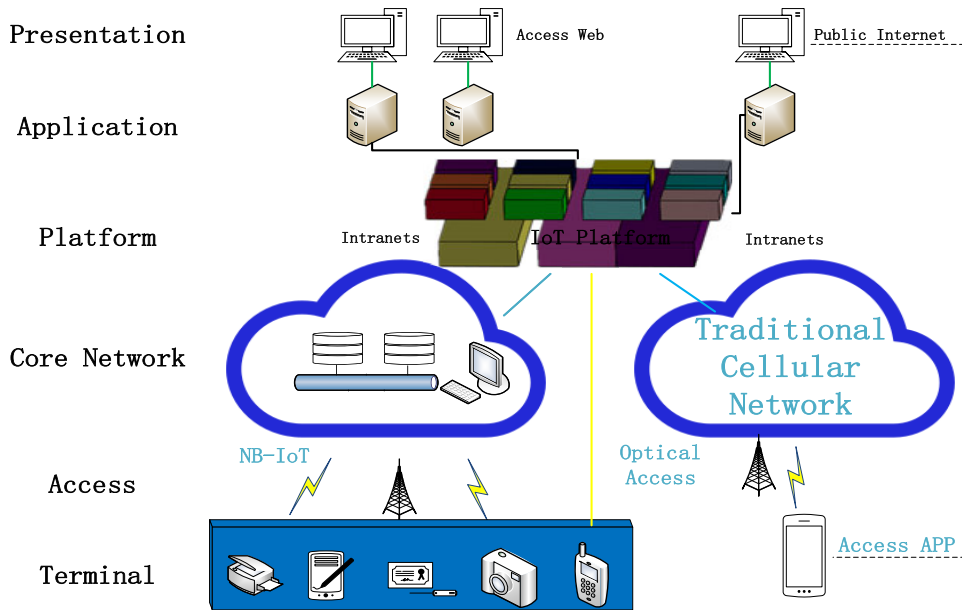 Presentation
Access Web
Public Internet
Application
Platform
Intranets
IoT Platform
Intranets
Core Network
Traditional
Cellular
Network
NB-IoT
Optical
Access
Access
Terminal
Access APP